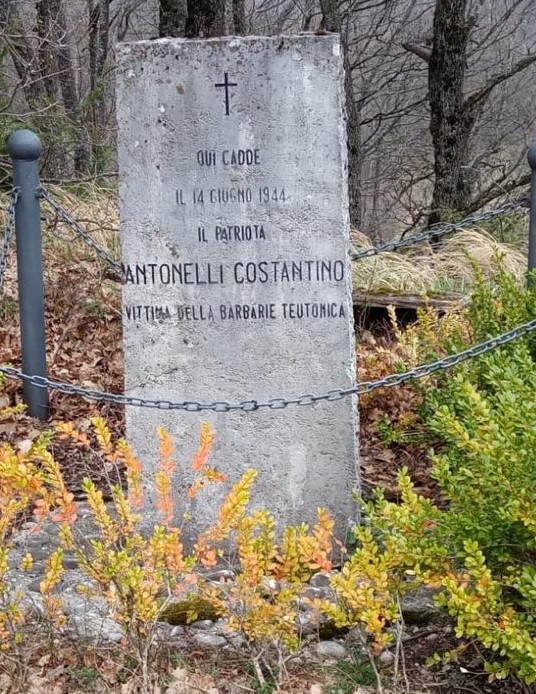 QUI CADDE
IL 14 GIUGNO 1944
IL PATRIOTA
ANTONELLI COSTANTINO
VITTIMA DELLA BARBARIE TEUTONICA